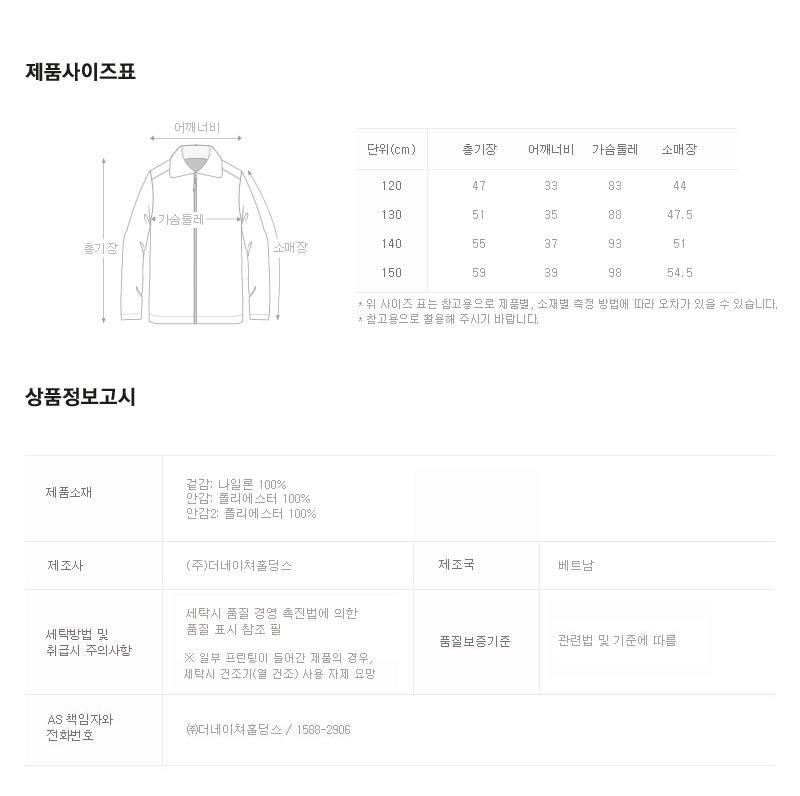 제품사이즈표
어깨너비
가슴둘레
총기장
소매장
단위(cm) 총기장 어깨너비 가슴둘레 소매장
120 47 33 83 44
130 51 35 88 47.5
140 55 37 93 51
150 59 39 98 54.5
* 위 사이즈 표는 참고용으로 제품별, 소재별 측정 방법에 따라 오차가 있을 수 있습니다.
* 참고용으로 활용해 주시기 바랍니다.
상품정보고시
제품소재
겉감: 나일론 100%
안감: 폴리에스터 100%
안감2: 폴리에스터 100%
제조사
(주)더네이쳐홀딩스
제조국
베트남
세탁방법 및
취급시 주의사항
세탁시 품질 경영 촉진법에 의한
품질 표시 참조 필
※ 일부 프린팅이 들어간 제품의 경우,
세탁시 건조기(열 건조) 사용 자제 요망
품질보증기준
관련법 및 기준에 따름
AS 책임자와
전화번호
㈜더네이쳐홀딩스 / 1588-2906